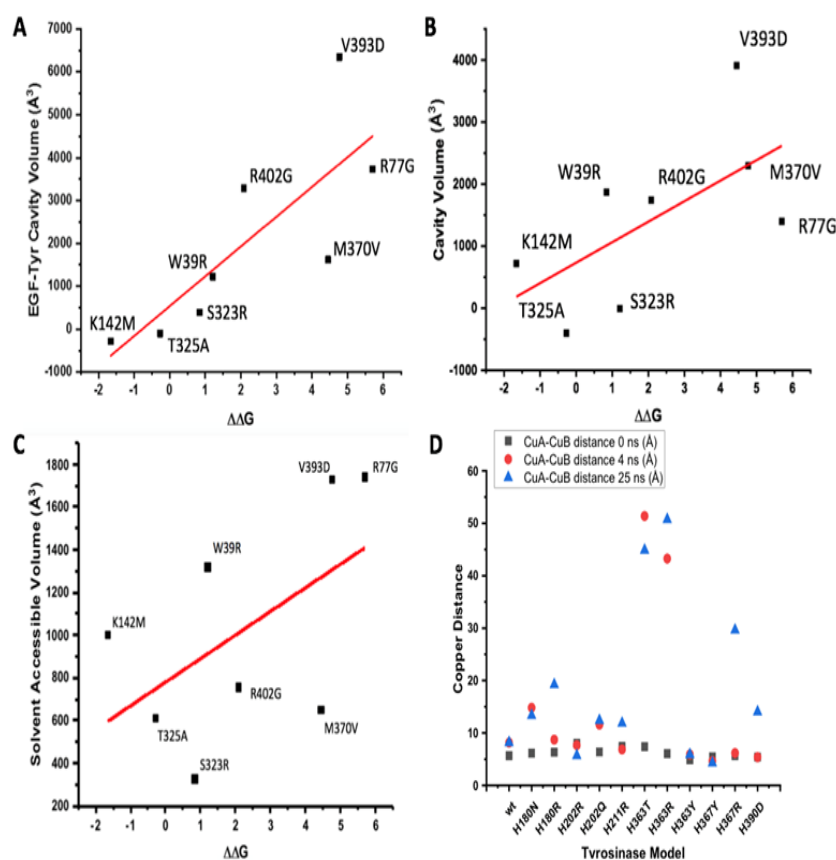 A
EGF-Tyr Cavity Volume (Å³)
7000
6000
5000
4000
3000
2000
1000
0
-1000
V393D
R77G
R402G
M370V
W39R
S323R
K142M
T325A
-2 -1 0 1 2 3 4 5 6
ΔΔG
B
Cavity Volume (Å³)
4000
3000
2000
1000
0
-1000
V393D
M370V
W39R
R402G
R77G
K142M
T325A
S323R
-2 -1 0 1 2 3 4 5 6
ΔΔG
C
Solvent Accessible Volume (Å³)
1800
1600
1400
1200
1000
800
600
400
200
V393D
R77G
W39R
K142M
R402G
M370V
T325A
S323R
-2 -1 0 1 2 3 4 5 6
ΔΔG
D
CuA-CuB distance 0 ns (Å)
CuA-CuB distance 4 ns (Å)
CuA-CuB distance 25 ns (Å)
Copper Distance
60
50
40
30
20
10
0
wt
H180N
H180R
H202R
H202Q
H211R
H363T
H363R
H363Y
H367Y
H367R
H390D
Tyrosinase Model